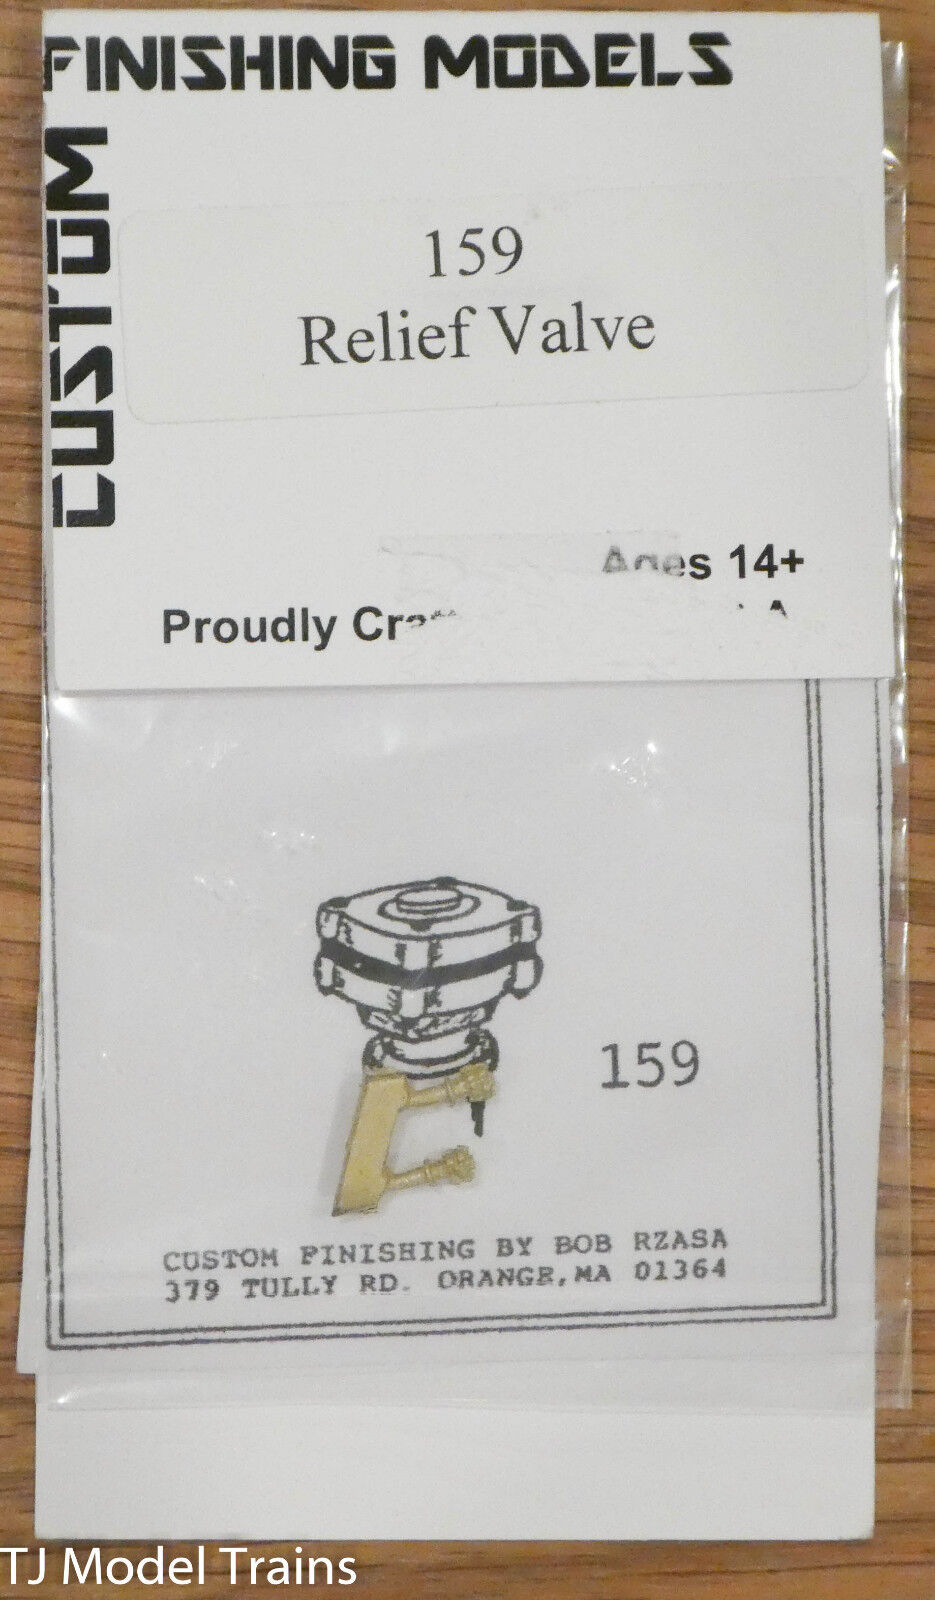 FINISHING MODELS
CUSTOM
159
Relief Valve
Ages 14+
Proudly
159
CUSTOM FINISHING BY BOB RZASA
379 TULLY RD. ORANGE, MA 01364
TJ Model Trains